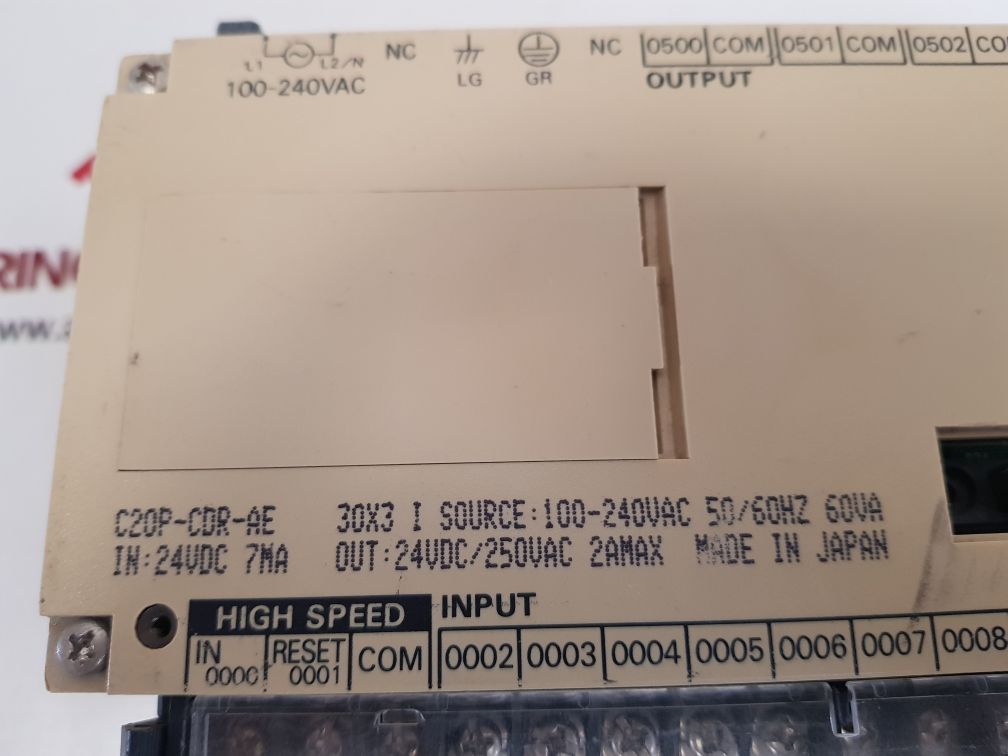 L1 L2/N NC LG GR NC 0500 COM 0501 COM 0502
100-240VAC OUTPUT
C20P-CDR-AE 30X3 I SOURCE:100-240VAC 50/60HZ 60VA
IN:24VDC 7MA OUT:24VDC/250VAC 2AMAX MADE IN JAPAN
HIGH SPEED INPUT
IN 0000 RESET 0001 COM 0002 0003 0004 0005 0006 0007 0008